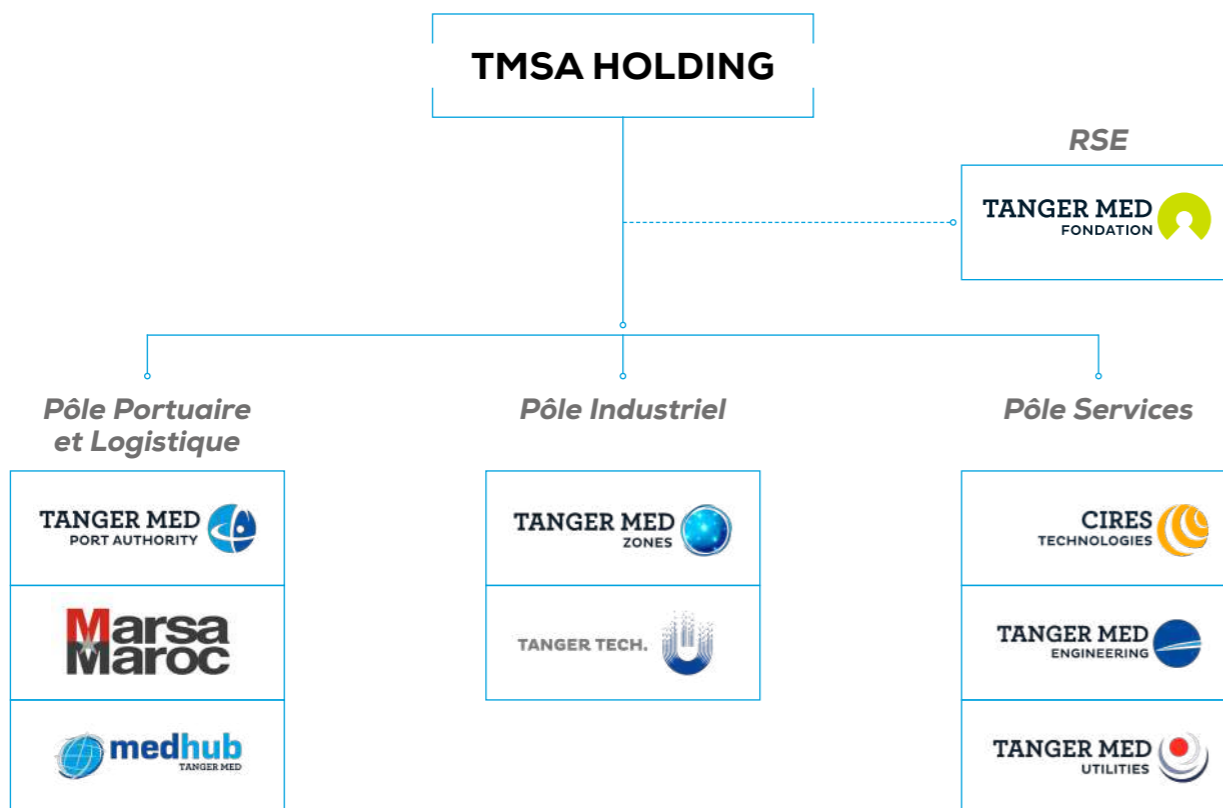 TMSA HOLDING
RSE
TANGER MED
FONDATION
Pôle Portuaire
et Logistique
TANGER MED
PORT AUTHORITY
Marsa
Maroc
medhub
TANGER MED
Pôle Industriel
TANGER MED
ZONES
TANGER TECH.
Pôle Services
CIRES
TECHNOLOGIES
TANGER MED
ENGINEERING
TANGER MED
UTILITIES